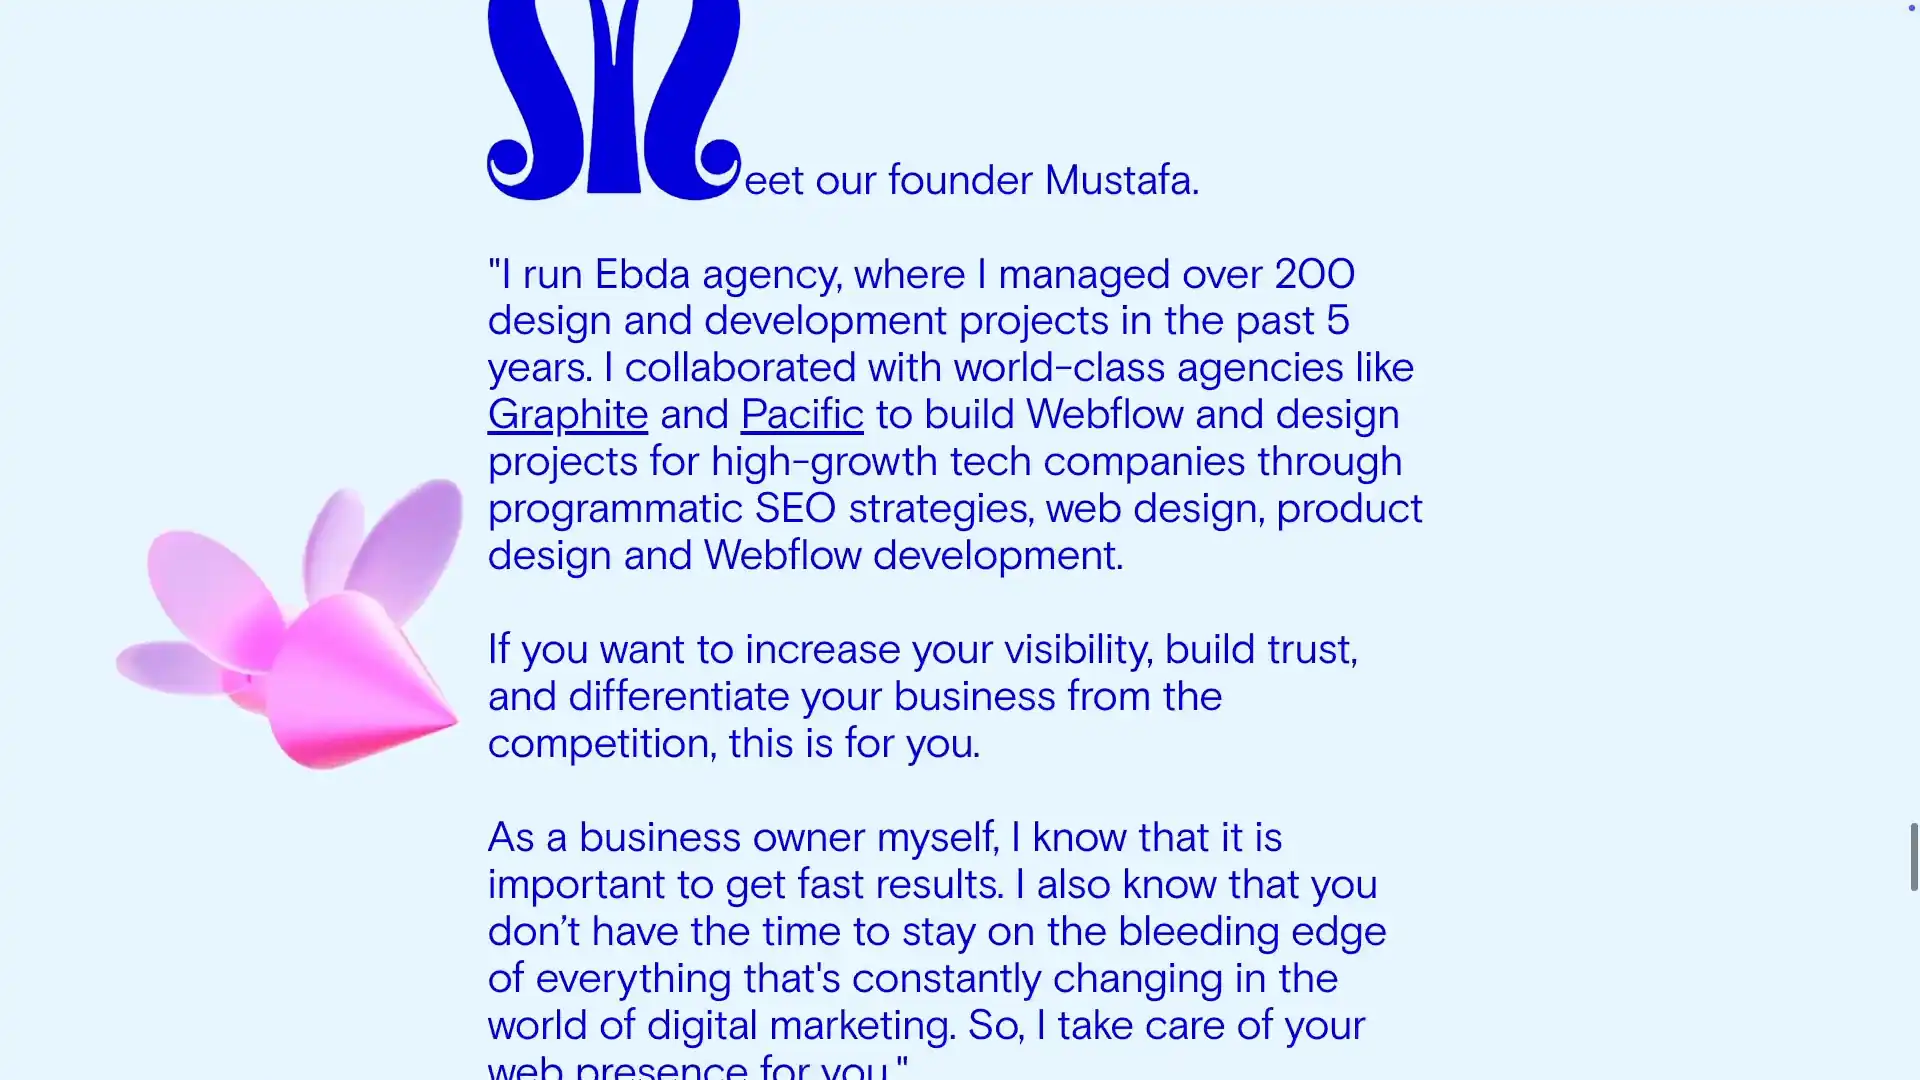 Meet our founder Mustafa.
"I run Ebda agency, where I managed over 200
design and development projects in the past 5
years. I collaborated with world-class agencies like
Graphite and Pacific to build Webflow and design
projects for high-growth tech companies through
programmatic SEO strategies, web design, product
design and Webflow development.
If you want to increase your visibility, build trust,
and differentiate your business from the
competition, this is for you.
As a business owner myself, I know that it is
important to get fast results. I also know that you
don’t have the time to stay on the bleeding edge
of everything that's constantly changing in the
world of digital marketing. So, I take care of your
web presence for you."